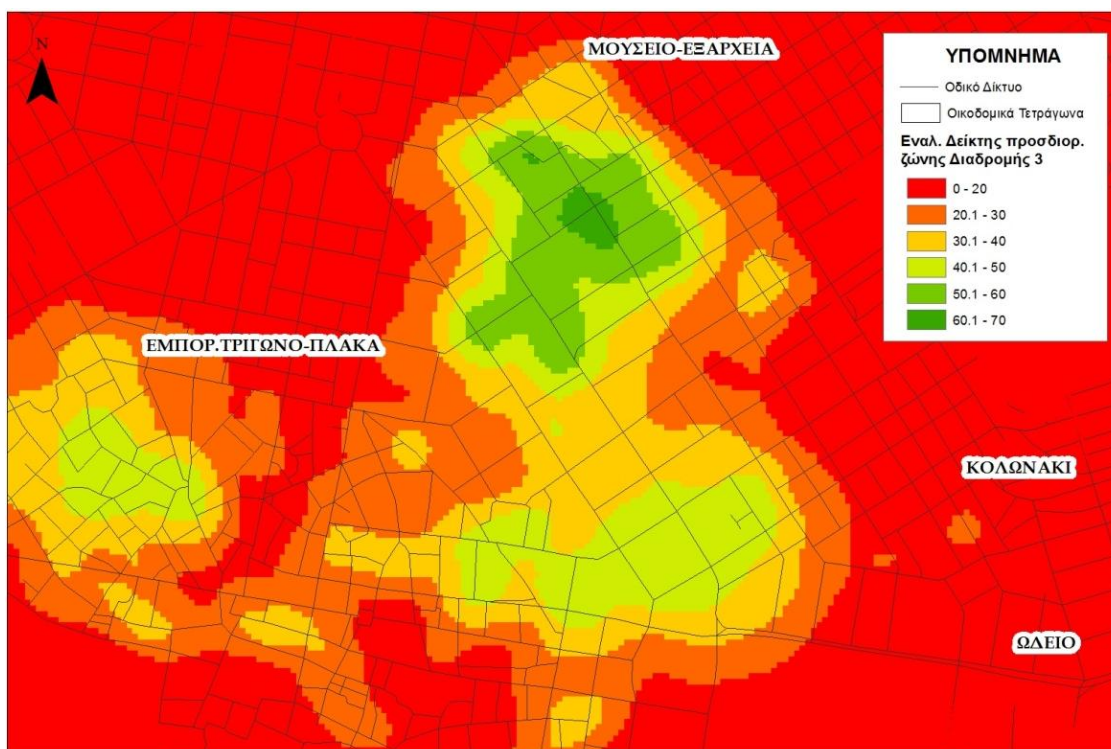 N
ΜΟΥΣΕΙΟ-ΕΞΑΡΧΕΙΑ
ΕΜΠΟΡ.ΤΡΙΓΩΝΟ-ΠΛΑΚΑ
ΚΟΛΩΝΑΚΙ
ΩΔΕΙΟ
ΥΠΟΜΝΗΜΑ
Οδικό Δίκτυο
Οικοδομικά Τετράγωνα
Εναλ. Δείκτης προσδιορ.
ζώνης Διαδρομής 3
0 - 20
20.1 - 30
30.1 - 40
40.1 - 50
50.1 - 60
60.1 - 70